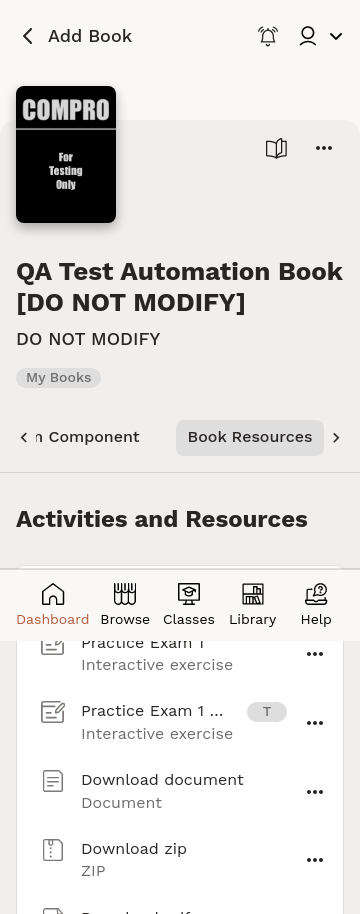 Add Book
COMPRO
For
Testing
Only
QA Test Automation Book
[DO NOT MODIFY]
DO NOT MODIFY
My Books
n Component
Book Resources
Activities and Resources
Dashboard
Browse
Classes
Library
Help
Practice Exam 1
Interactive exercise
Practice Exam 1 ...
T
Interactive exercise
Download document
Document
Download zip
ZIP